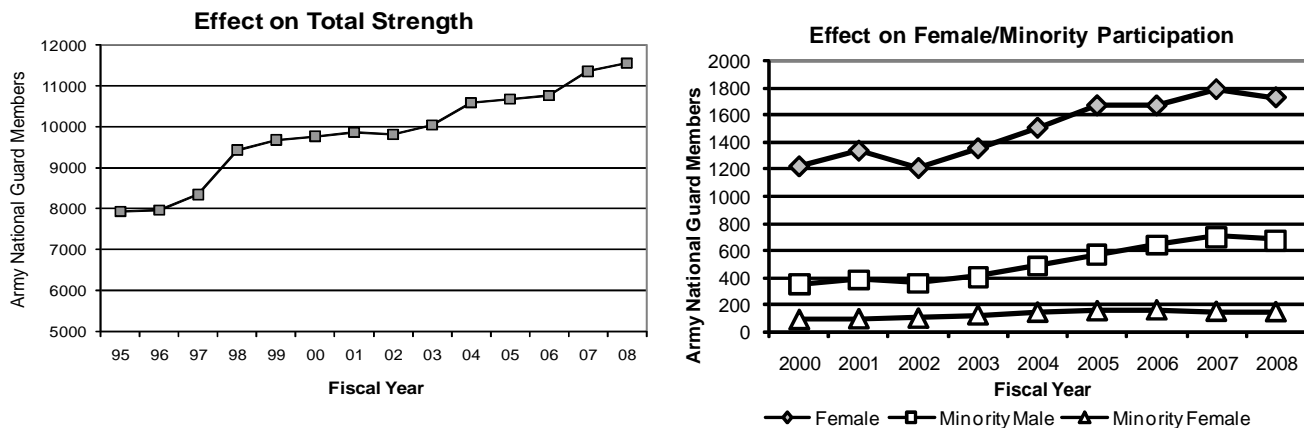 Effect on Total Strength
12000
11000
10000
9000
8000
7000
6000
5000
Army National Guard Members
95 96 97 98 99 00 01 02 03 04 05 06 07 08
Fiscal Year
Effect on Female/Minority Participation
2000
1800
1600
1400
1200
1000
800
600
400
200
0
Army National Guard Members
2000 2001 2002 2003 2004 2005 2006 2007 2008
Fiscal Year
Female Minority Male Minority Female